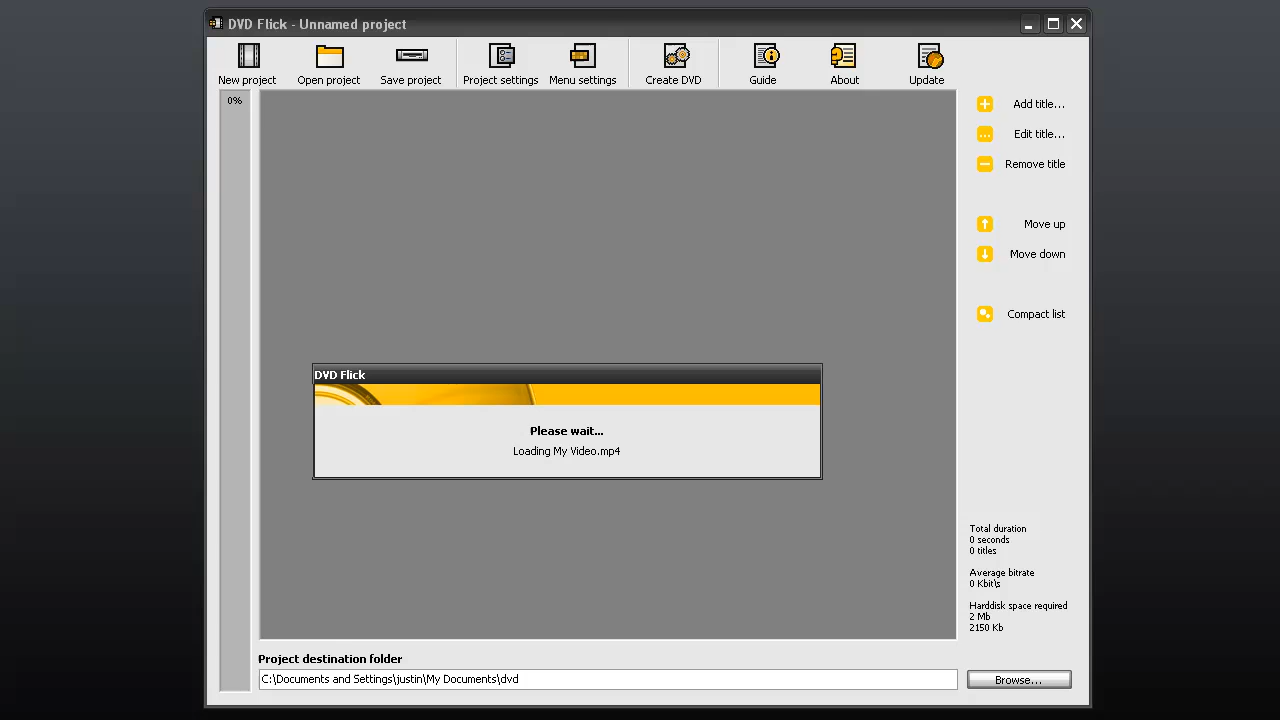 DVD Flick - Unnamed project
New project Open project Save project Project settings Menu settings Create DVD Guide About Update
0%
Add title...
Edit title...
Remove title
Move up
Move down
Compact list
DVD Flick
Please wait...
Loading My Video.mp4
Total duration
0 seconds
0 titles
Average bitrate
0 Kbit\s
Harddisk space required
2 Mb
2150 Kb
Project destination folder
C:\Documents and Settings\justin\My Documents\dvd
Browse...